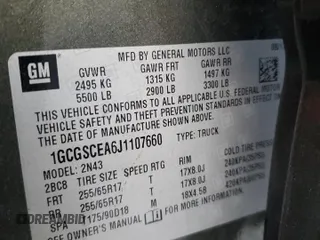 GM
MFD BY GENERAL MOTORS LLC
GVWR GAWR FRT GAWR RR
2495 KG 1315 KG 1497 KG
5500 LB 2900 LB 3300 LB
THIS VEHICLE CONFORMS TO ALL APPLICABLE U.S.
FEDERAL MOTOR VEHICLE SAFETY AND
THEFT PREVENTION STANDARDS IN EFFECT
ON THE DATE OF MANUFACTURE SHOWN ABOVE.
1GCGSCEA6J1107660 TYPE: TRUCK
MODEL: 2N43
2BC8 TIRE SIZE SPEED RTG RIM
FRT 255/65R17 T 17X8.0J
RR 255/65R17 T 17X8.0J
SPA T175/90D18 M 18X4.5B
SEE OWNER'S MANUAL FOR
DREAMBID